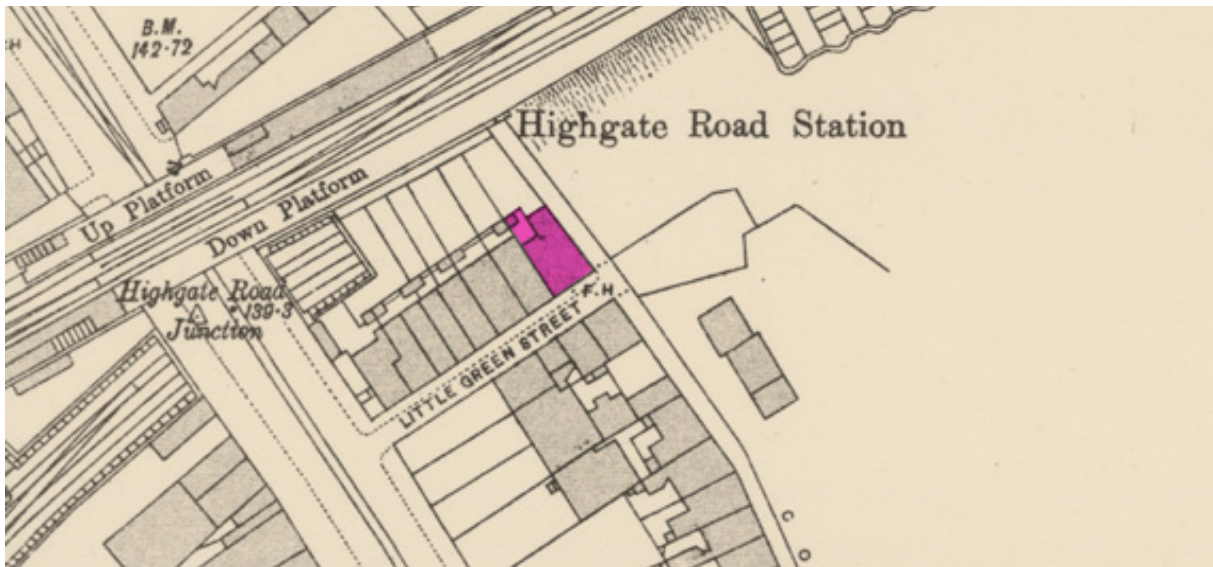 B.M.
142·72
Highgate Road Station
Up Platform
Down Platform
Highgate Road
Junction
139·3
F.H.
LITTLE GREEN STREET
C
O